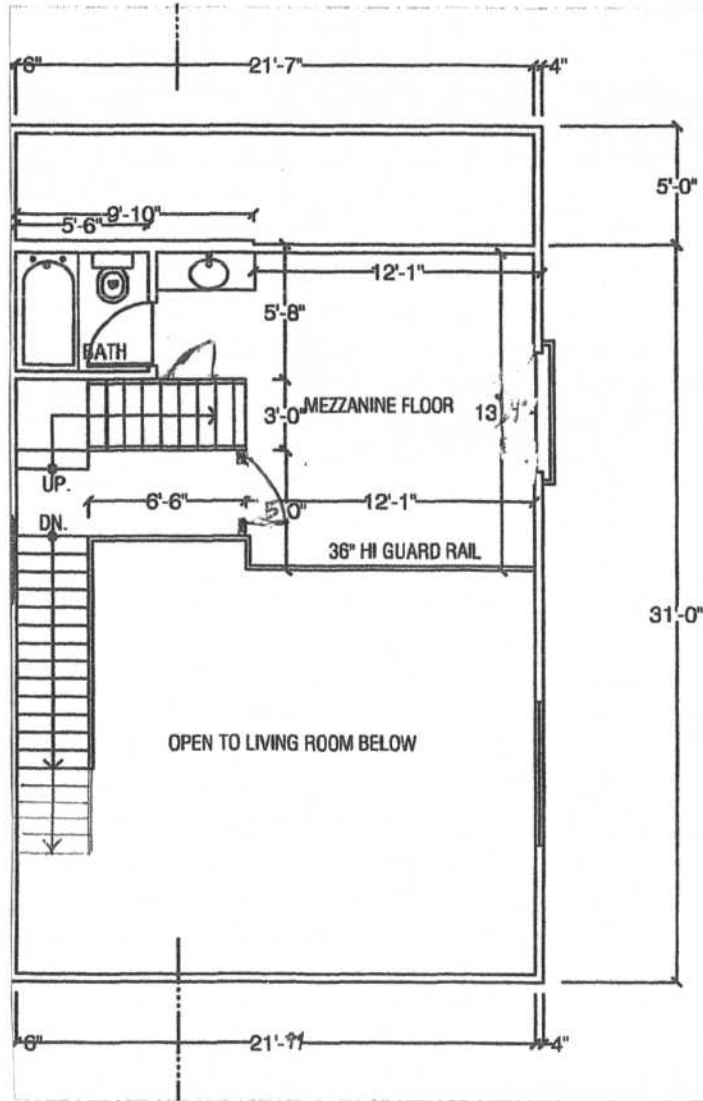 6" 21'-7" 4"
5'-0"
9'-10"
5'-6"
12'-1"
5'-8"
BATH
3'-0" MEZZANINE FLOOR 13
UP.
6'-6" 5'-0" 12'-1"
DN.
36" HI GUARD RAIL
31'-0"
OPEN TO LIVING ROOM BELOW
6" 21'- 4"